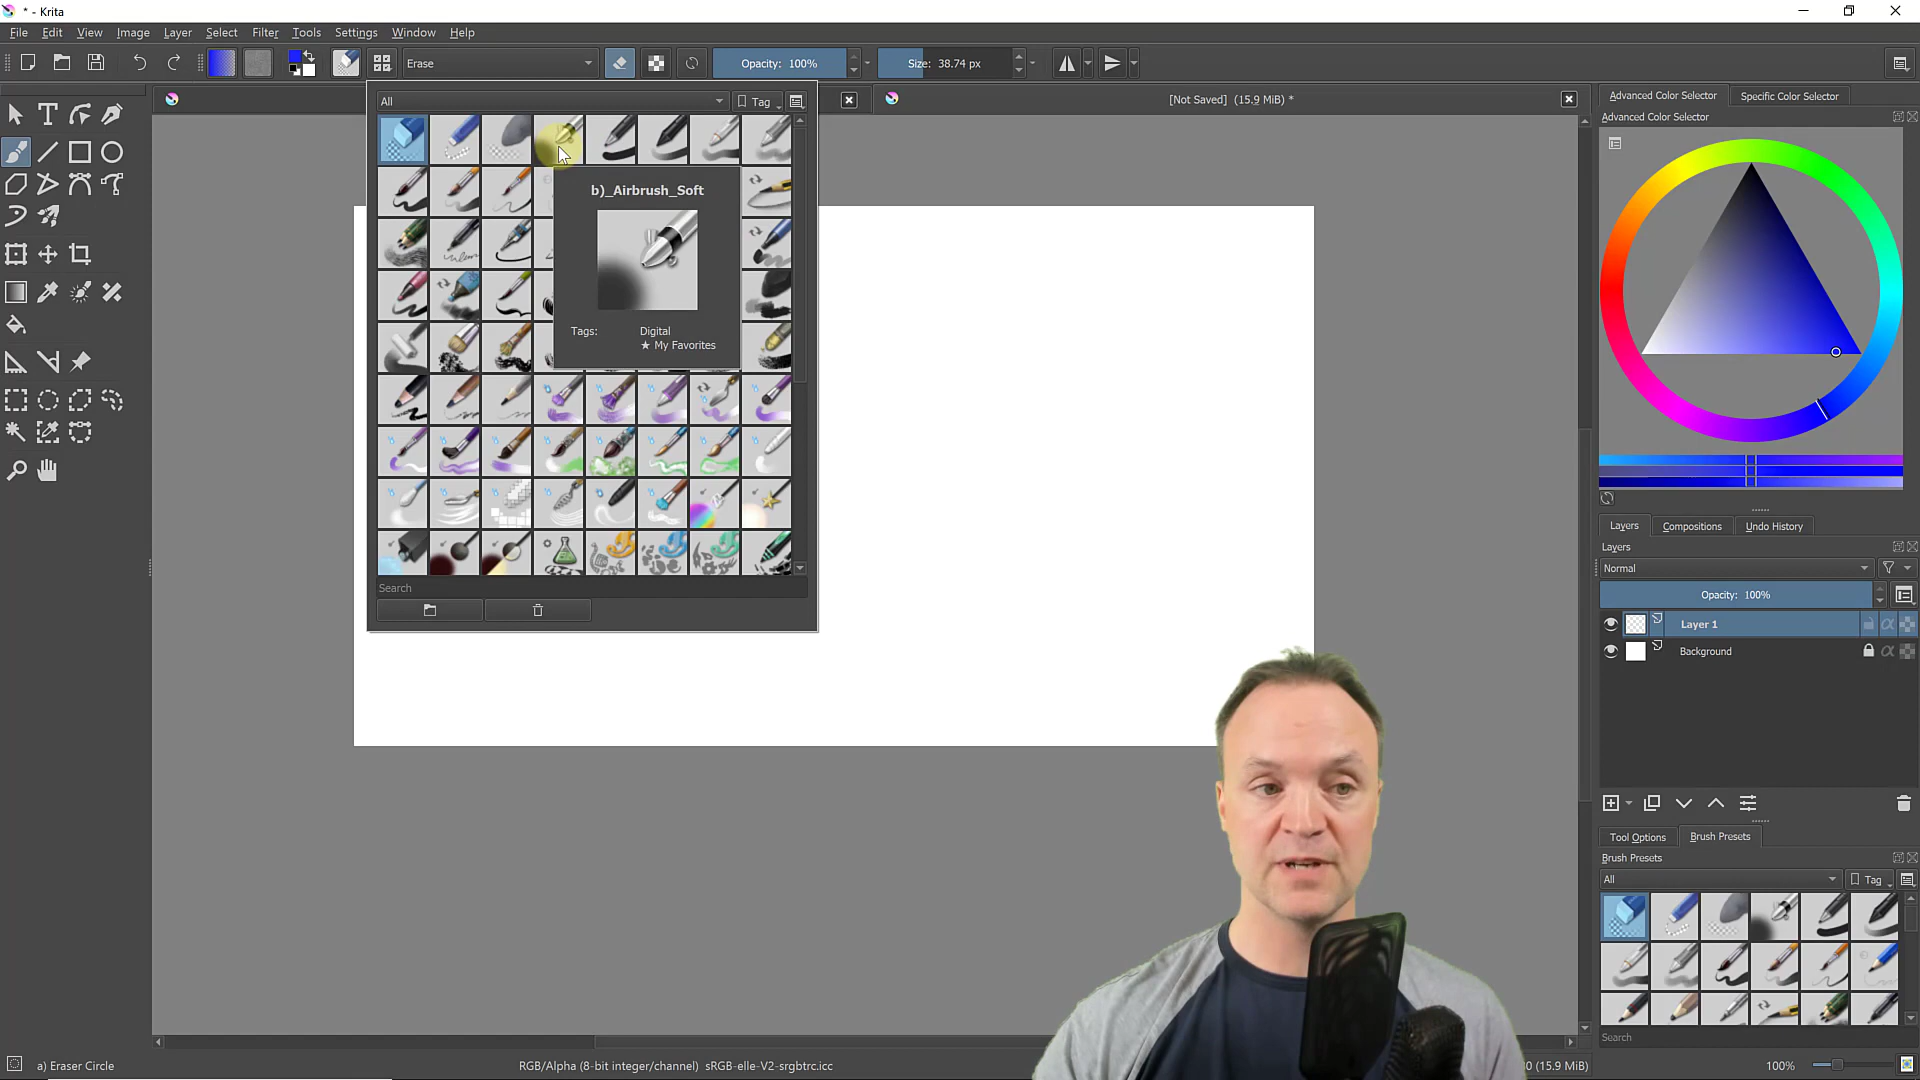 * - Krita
File Edit View Image Layer Select Filter Tools Settings Window Help
Erase
Opacity: 100%
Size: 38.74 px
All
Tag
[Not Saved] (15.9 MiB) *
b)_Airbrush_Soft
Tags: Digital
★ My Favorites
Search
Advanced Color Selector
Specific Color Selector
Advanced Color Selector
Layers
Compositions
Undo History
Layers
Normal
Opacity: 100%
Layer 1
Background
Tool Options
Brush Presets
Brush Presets
All
Tag
Search
a) Eraser Circle
RGB/Alpha (8-bit integer/channel) sRGB-elle-V2-srgbtrc.icc
(15.9 MiB)
100%